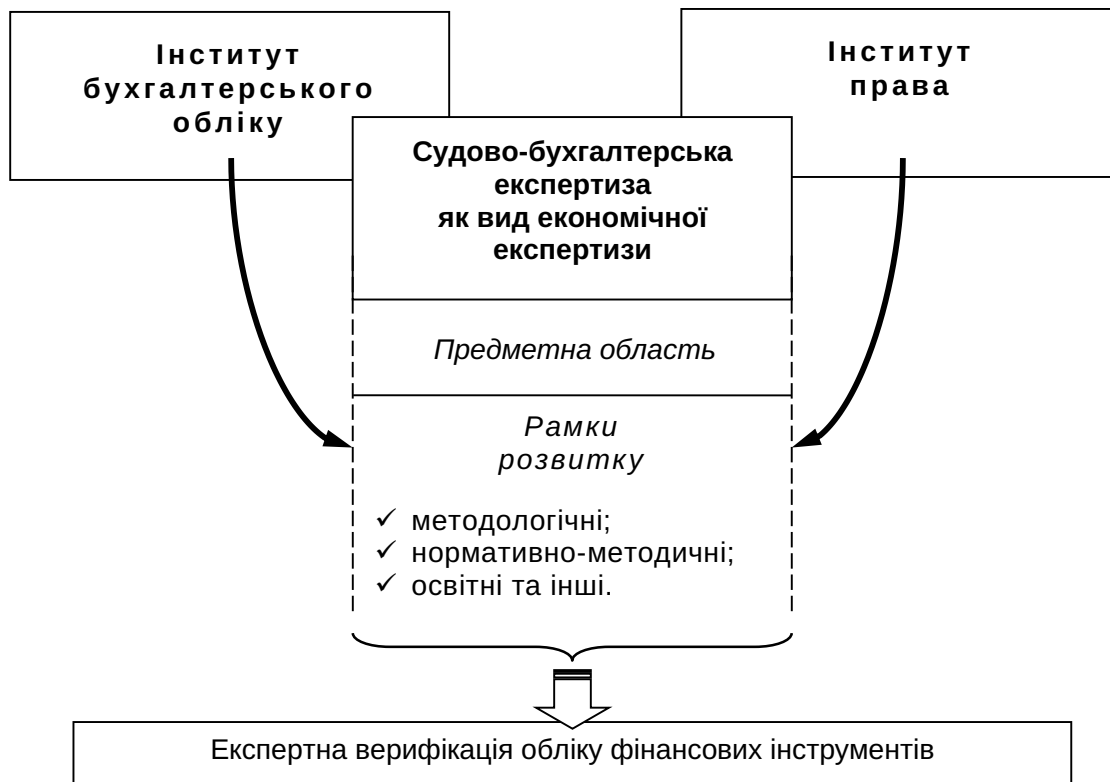 Інститут
бухгалтерського
обліку
Інститут
права
Судово-бухгалтерська
експертиза
як вид економічної
експертизи
Предметна область
Рамки
розвитку
✓ методологічні;
✓ нормативно-методичні;
✓ освітні та інші.
Експертна верифікація обліку фінансових інструментів